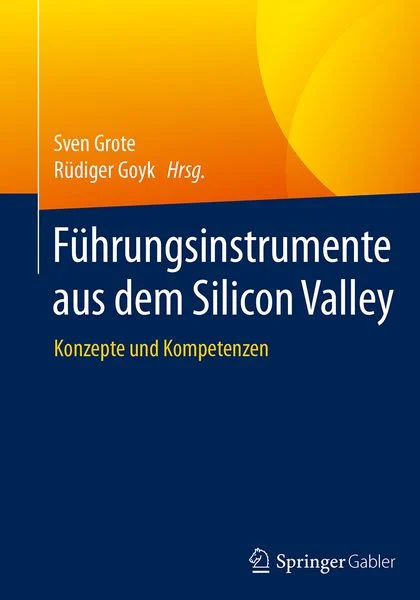 Sven Grote
Rüdiger Goyk Hrsg.
Führungsinstrumente
aus dem Silicon Valley
Konzepte und Kompetenzen
Springer Gabler